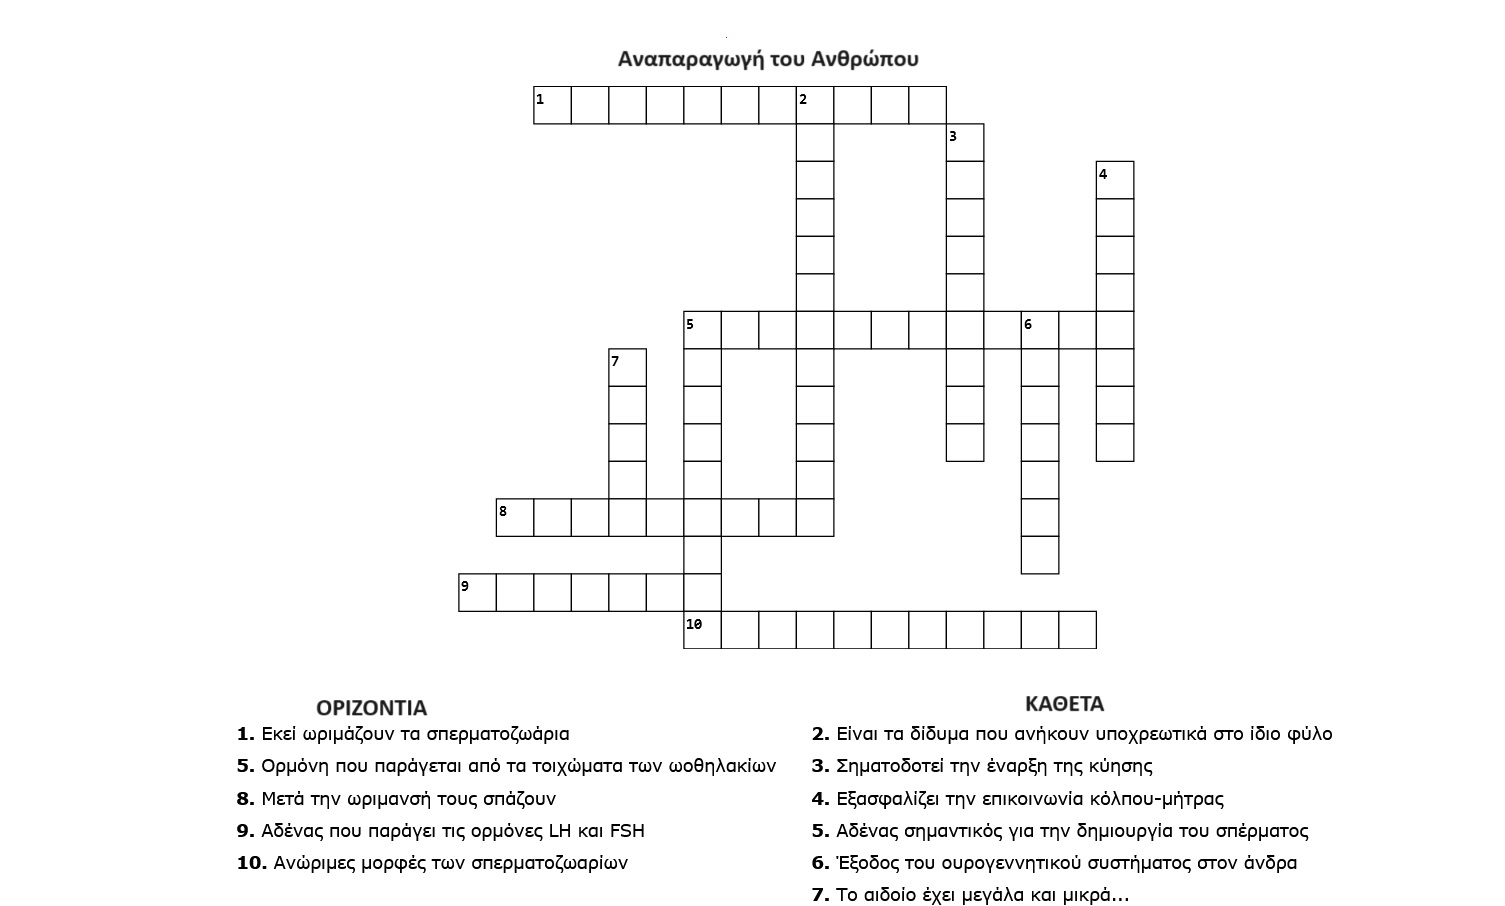 Αναπαραγωγή του Ανθρώπου
1 2
3
4
5 6
7
8
9
10
ΟΡΙΖΟΝΤΙΑ
1. Εκεί ωριμάζουν τα σπερματοζωάρια
5. Ορμόνη που παράγεται από τα τοιχώματα των ωοθηλακίων
8. Μετά την ωριμανσή τους σπάζουν
9. Αδένας που παράγει τις ορμόνες LH και FSH
10. Ανώριμες μορφές των σπερματοζωαρίων
ΚΑΘΕΤΑ
2. Είναι τα δίδυμα που ανήκουν υποχρεωτικά στο ίδιο φύλο
3. Σηματοδοτεί την έναρξη της κύησης
4. Εξασφαλίζει την επικοινωνία κόλπου-μήτρας
5. Αδένας σημαντικός για την δημιουργία του σπέρματος
6. Έξοδος του ουρογεννητικού συστήματος στον άνδρα
7. Το αιδοίο έχει μεγάλα και μικρά...